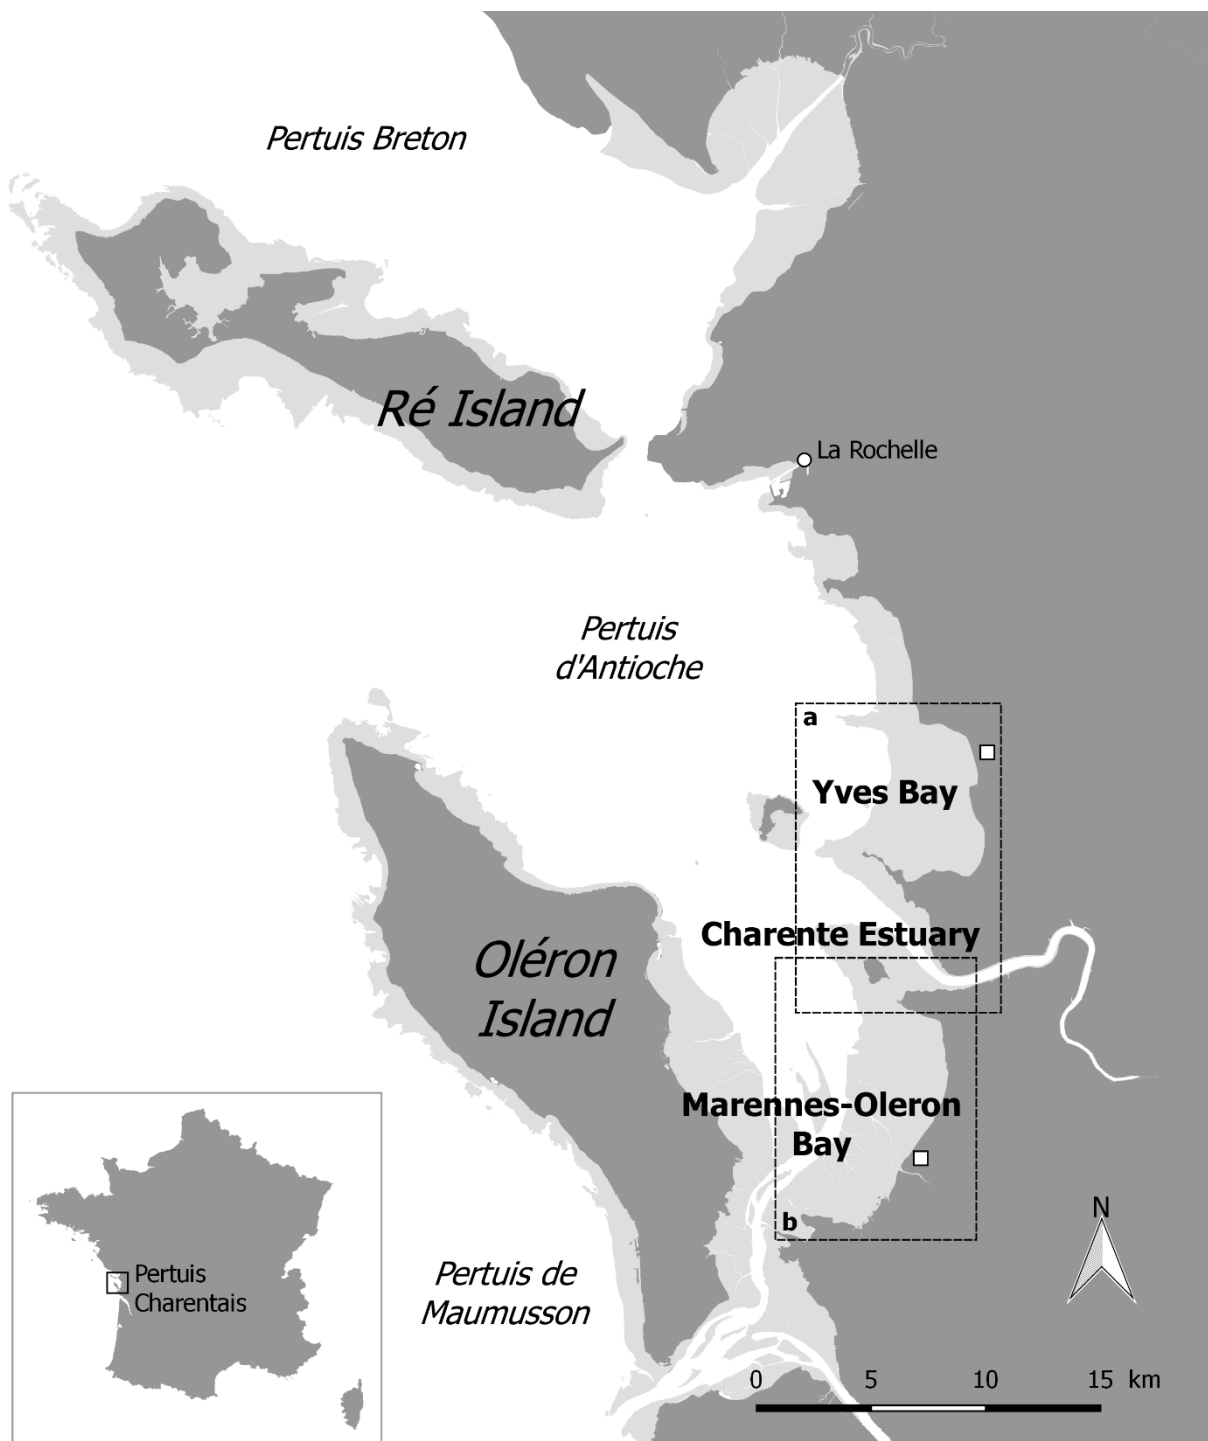 Pertuis Breton
Ré Island
La Rochelle
Pertuis
d'Antioche
a
Yves Bay
Charente Estuary
Oléron
Island
Marennes-Oleron
Bay
b
N
Pertuis
Charentais
Pertuis de
Maumusson
0 5 10 15 km